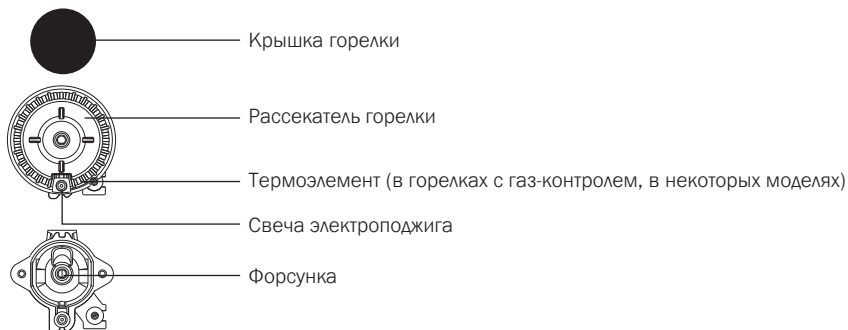 Крышка горелки
Рассекатель горелки
Термоэлемент (в горелках с газ-контролем, в некоторых моделях)
Свеча электроподжига
Форсунка